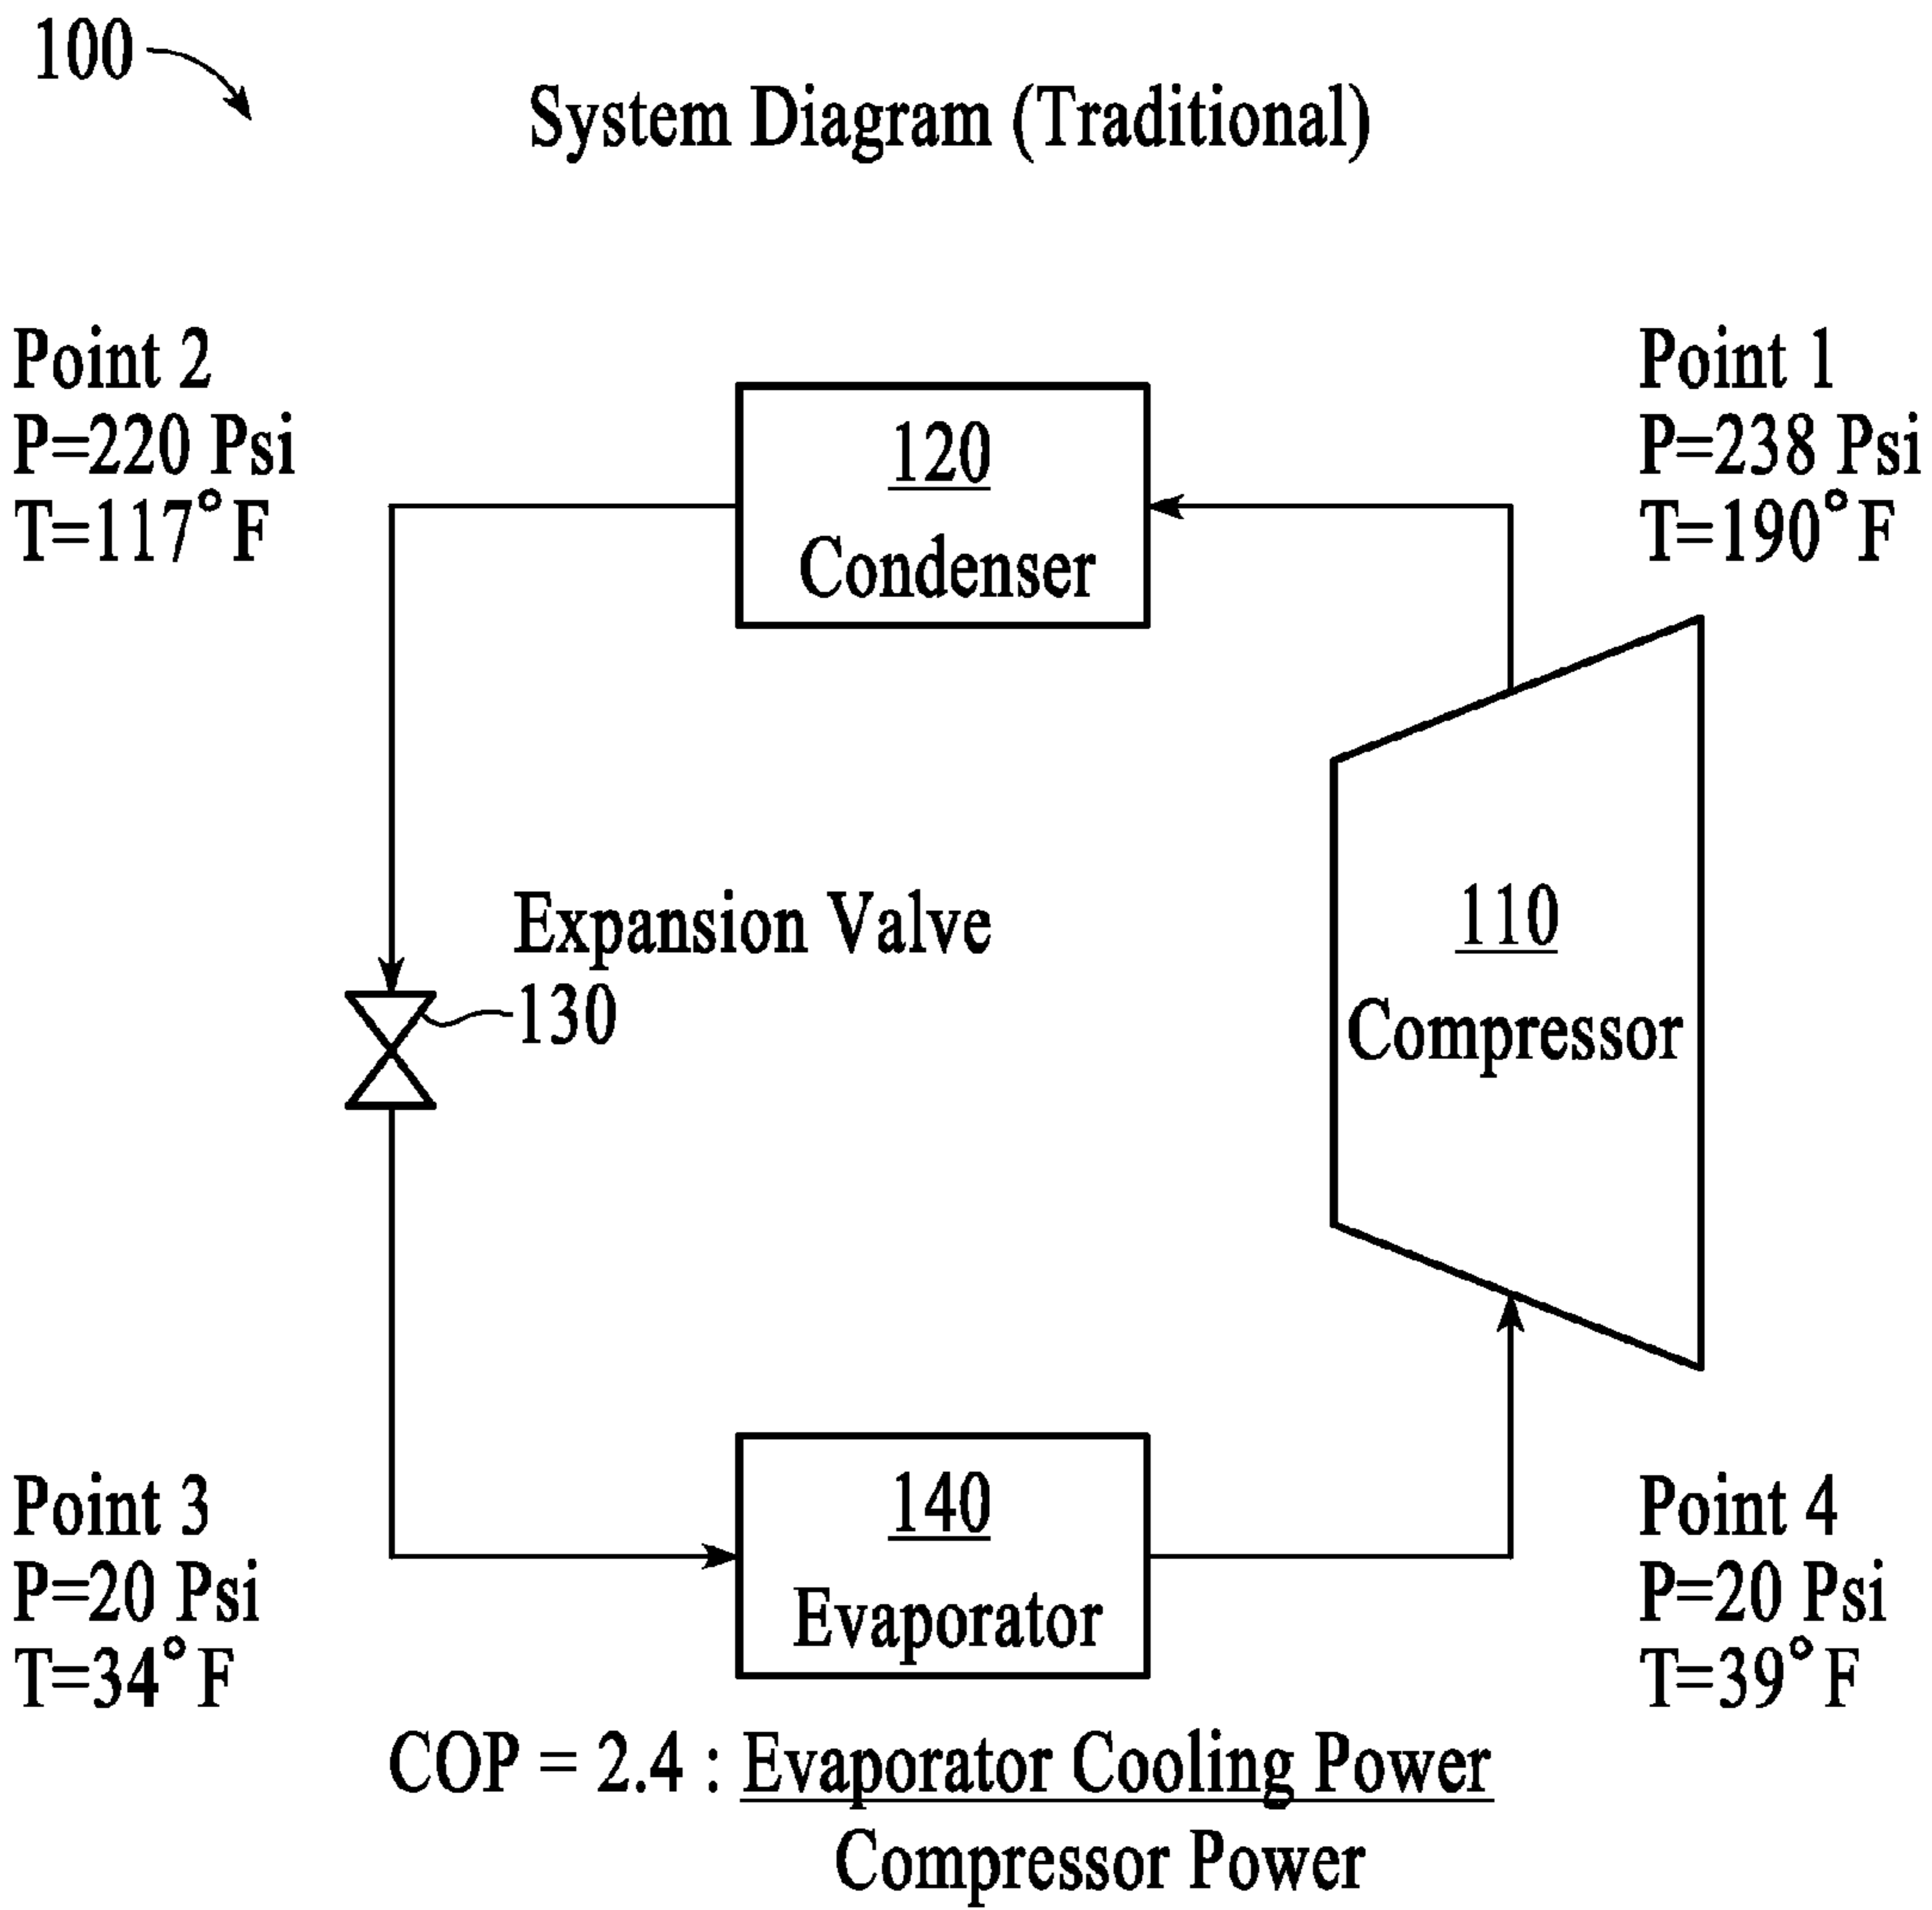 100
System Diagram (Traditional)
Point 2
P=220 Psi
T=117° F
120
Condenser
Point 1
P=238 Psi
T=190° F
Expansion Valve
130
110
Compressor
Point 3
P=20 Psi
T=34° F
140
Evaporator
Point 4
P=20 Psi
T=39° F
COP = 2.4 : Evaporator Cooling Power
Compressor Power